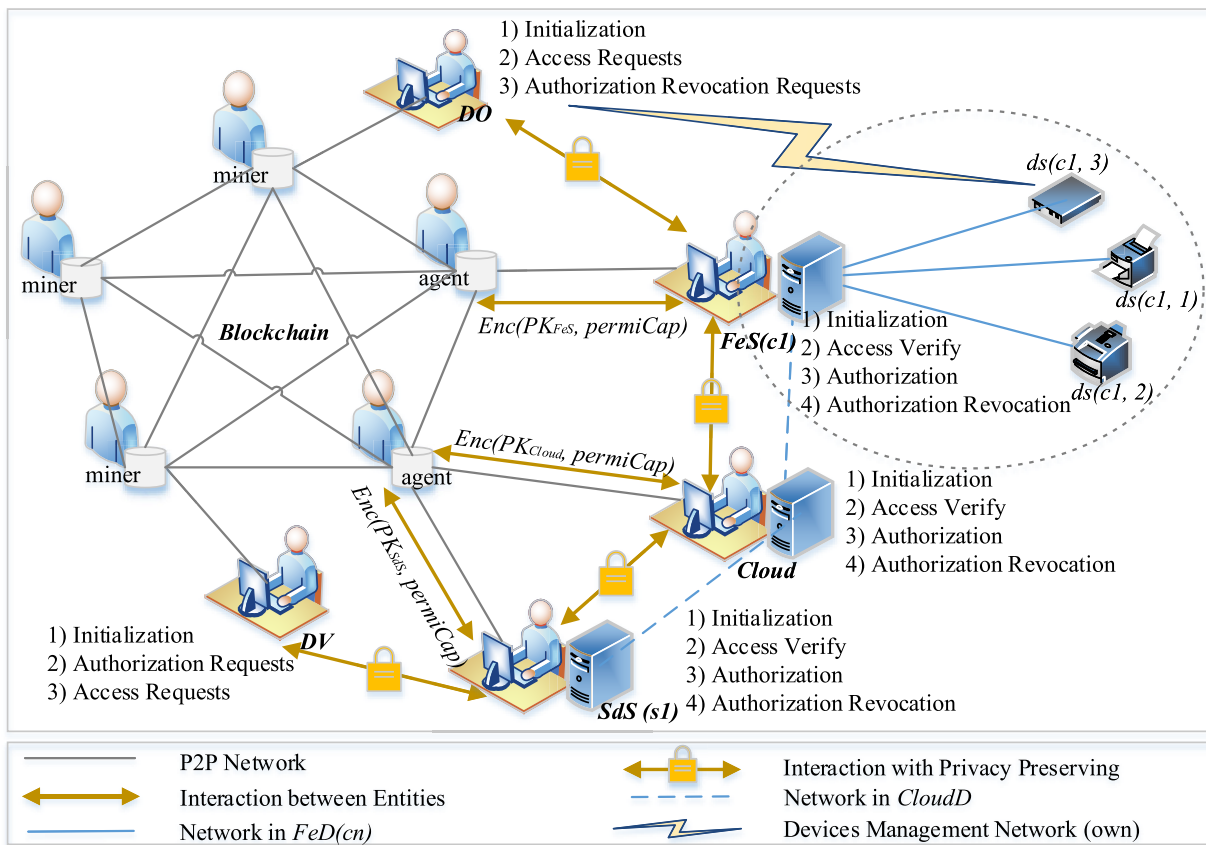 1) Initialization
2) Access Requests
3) Authorization Revocation Requests
DO
miner
ds(c1, 3)
miner
agent
ds(c1, 1)
Enc(PKFeS, permiCap)
Blockchain
FeS(c1)
1) Initialization
2) Access Verify
3) Authorization
4) Authorization Revocation
ds(c1, 2)
miner
agent
Enc(PKCloud, permiCap)
Enc(PKSdS, permiCap)
Cloud
1) Initialization
2) Access Verify
3) Authorization
4) Authorization Revocation
DV
1) Initialization
2) Authorization Requests
3) Access Requests
SdS (s1)
1) Initialization
2) Access Verify
3) Authorization
4) Authorization Revocation
P2P Network
Interaction with Privacy Preserving
Interaction between Entities
Network in CloudD
Network in FeD(cn)
Devices Management Network (own)